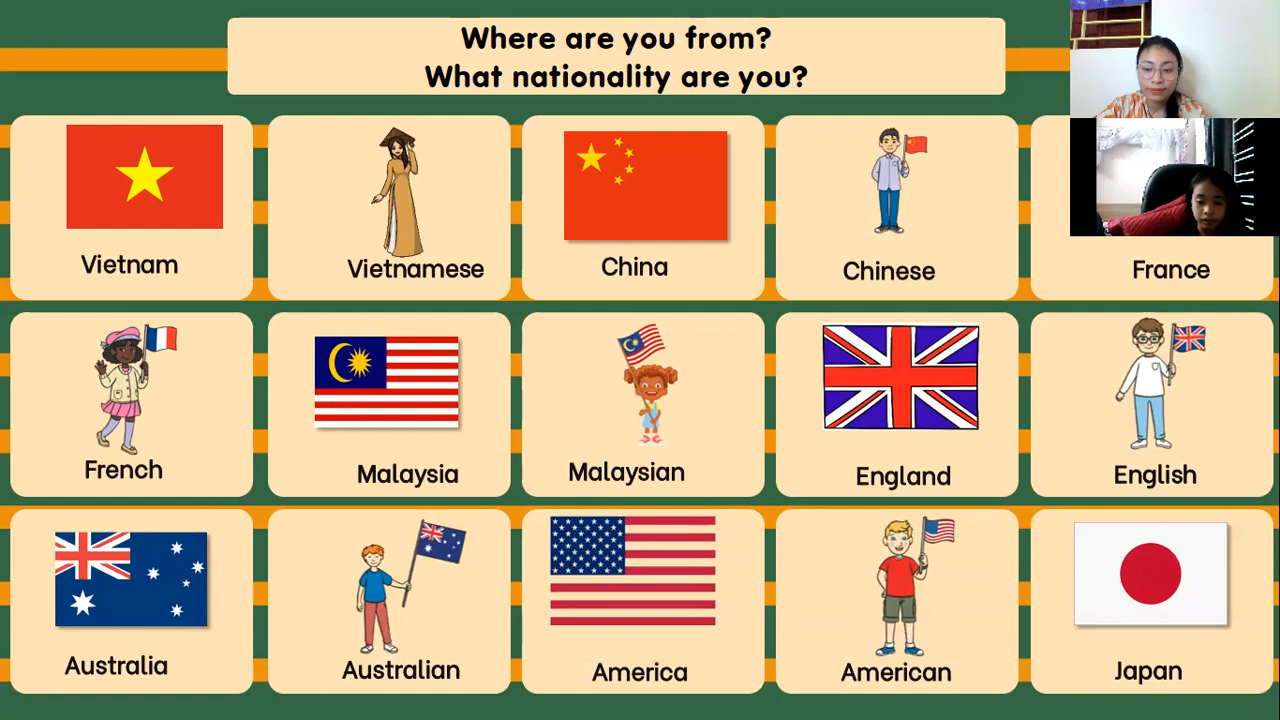 Where are you from?
What nationality are you?
Vietnam
Vietnamese
China
Chinese
France
French
Malaysia
Malaysian
England
English
Australia
Australian
America
American
Japan